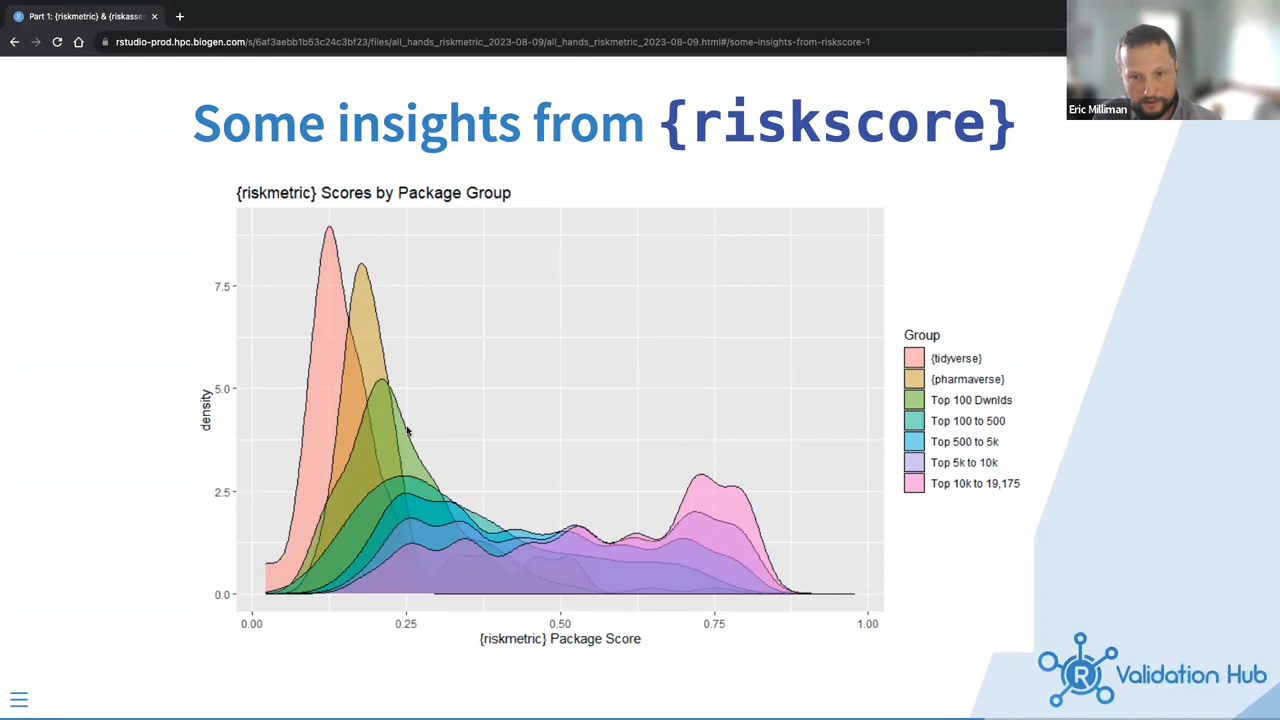 Part 1: {riskmetric} & {riskasse
rstudio-prod.hpc.biogen.com/s/6af3aebb1b53c24c3bf23/files/all_hands_riskmetric_2023-08-09/all_hands_riskmetric_2023-08-09.html#/some-insights-from-riskscore-1
Eric Milliman
Some insights from {riskscore}
{riskmetric} Scores by Package Group
7.5
5.0
2.5
0.0
density
0.00 0.25 0.50 0.75 1.00
{riskmetric} Package Score
Group
{tidyverse}
{pharmaverse}
Top 100 Dwnlds
Top 100 to 500
Top 500 to 5k
Top 5k to 10k
Top 10k to 19,175
R Validation Hub